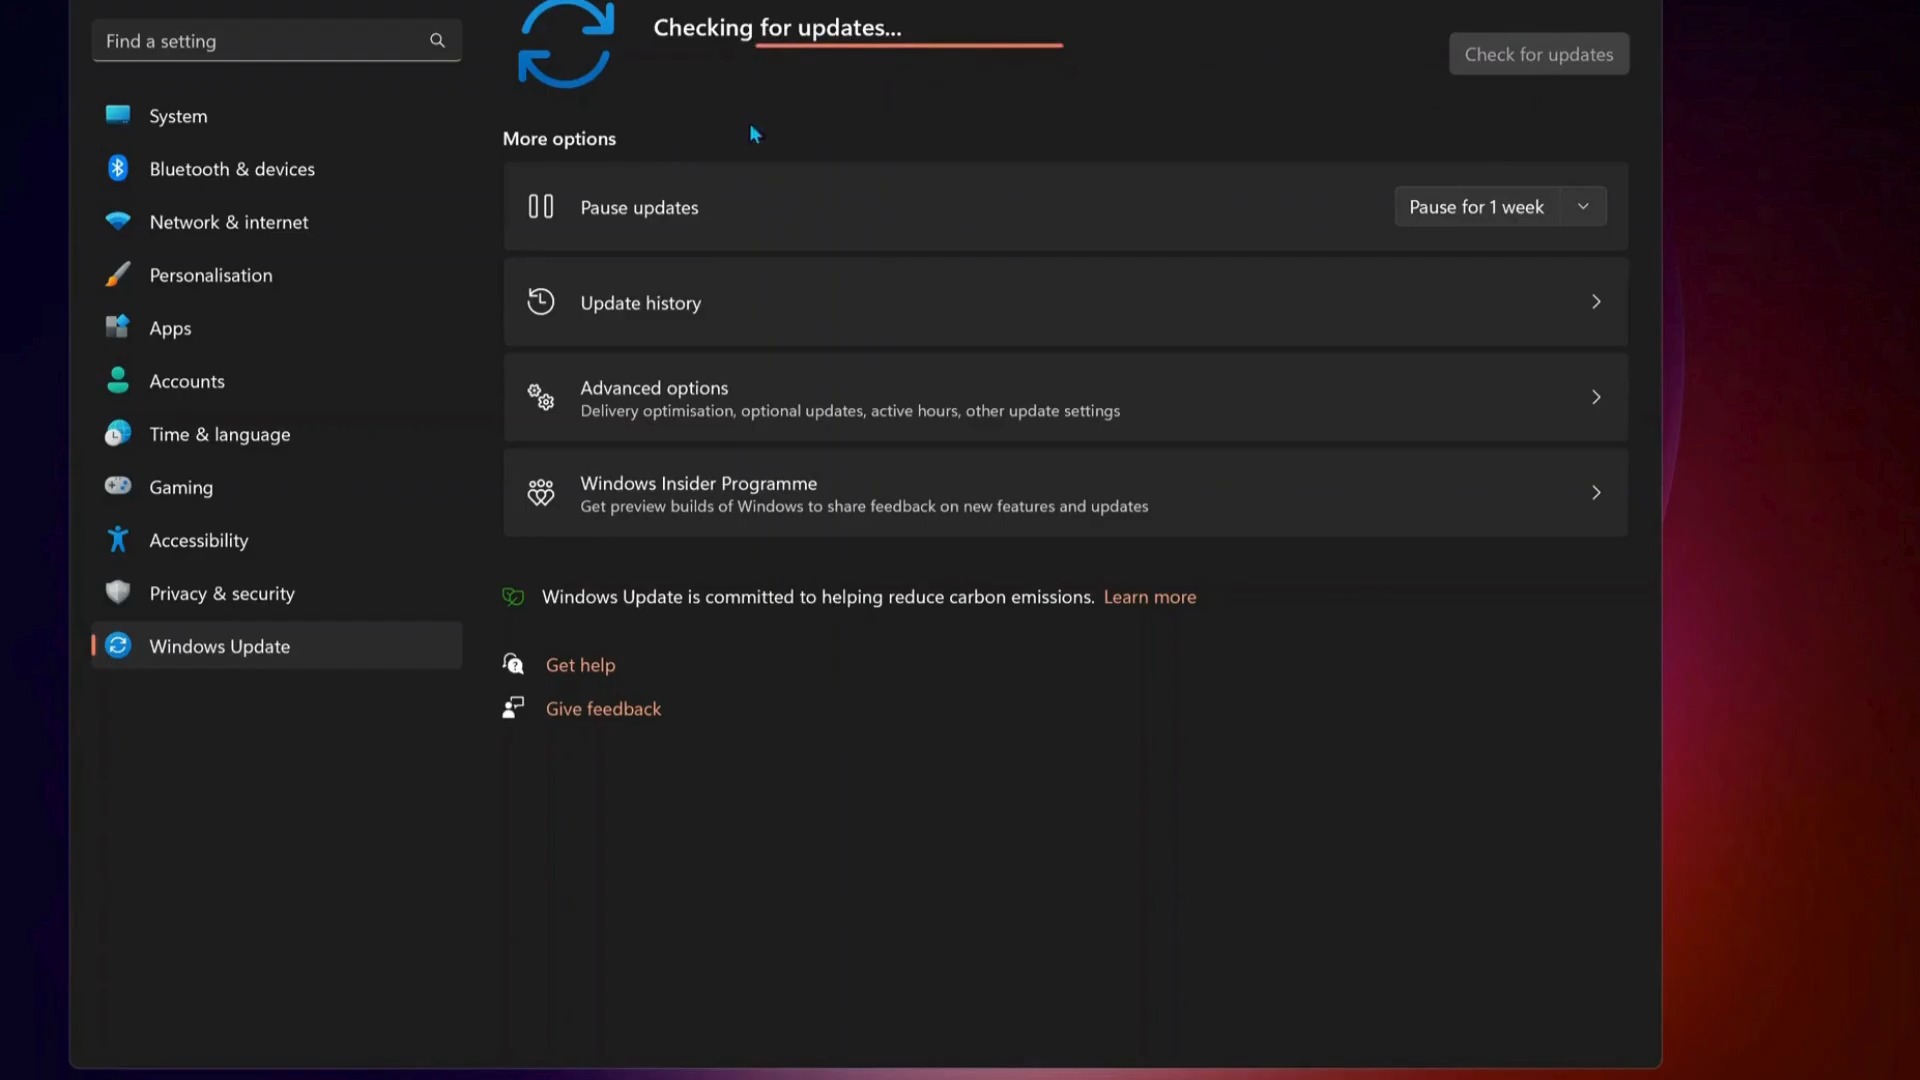 Find a setting
System
Bluetooth & devices
Network & internet
Personalisation
Apps
Accounts
Time & language
Gaming
Accessibility
Privacy & security
Windows Update
Checking for updates...
Check for updates
More options
Pause updates
Pause for 1 week
Update history
Advanced options
Delivery optimisation, optional updates, active hours, other update settings
Windows Insider Programme
Get preview builds of Windows to share feedback on new features and updates
Windows Update is committed to helping reduce carbon emissions. Learn more
Get help
Give feedback